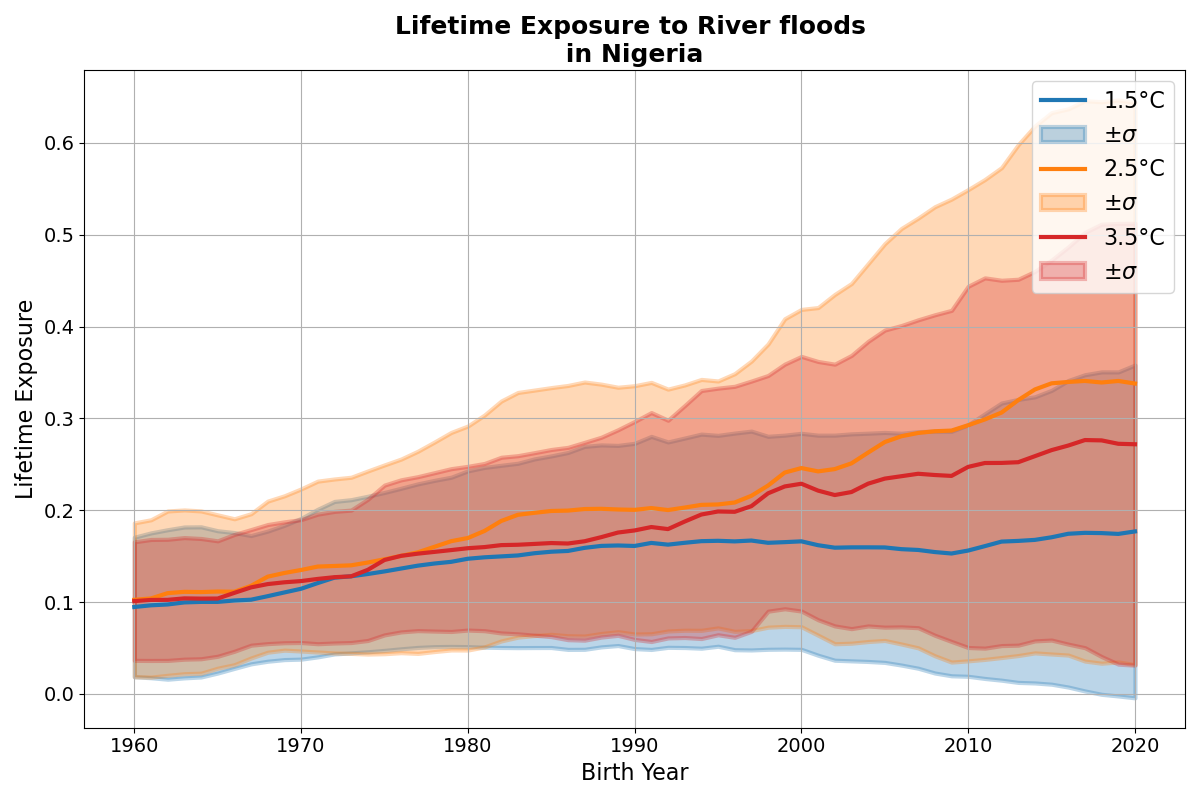 Lifetime Exposure to River floods
in Nigeria
Lifetime Exposure
0.6
0.5
0.4
0.3
0.2
0.1
0.0
1.5°C
±σ
2.5°C
±σ
3.5°C
±σ
1960 1970 1980 1990 2000 2010 2020
Birth Year